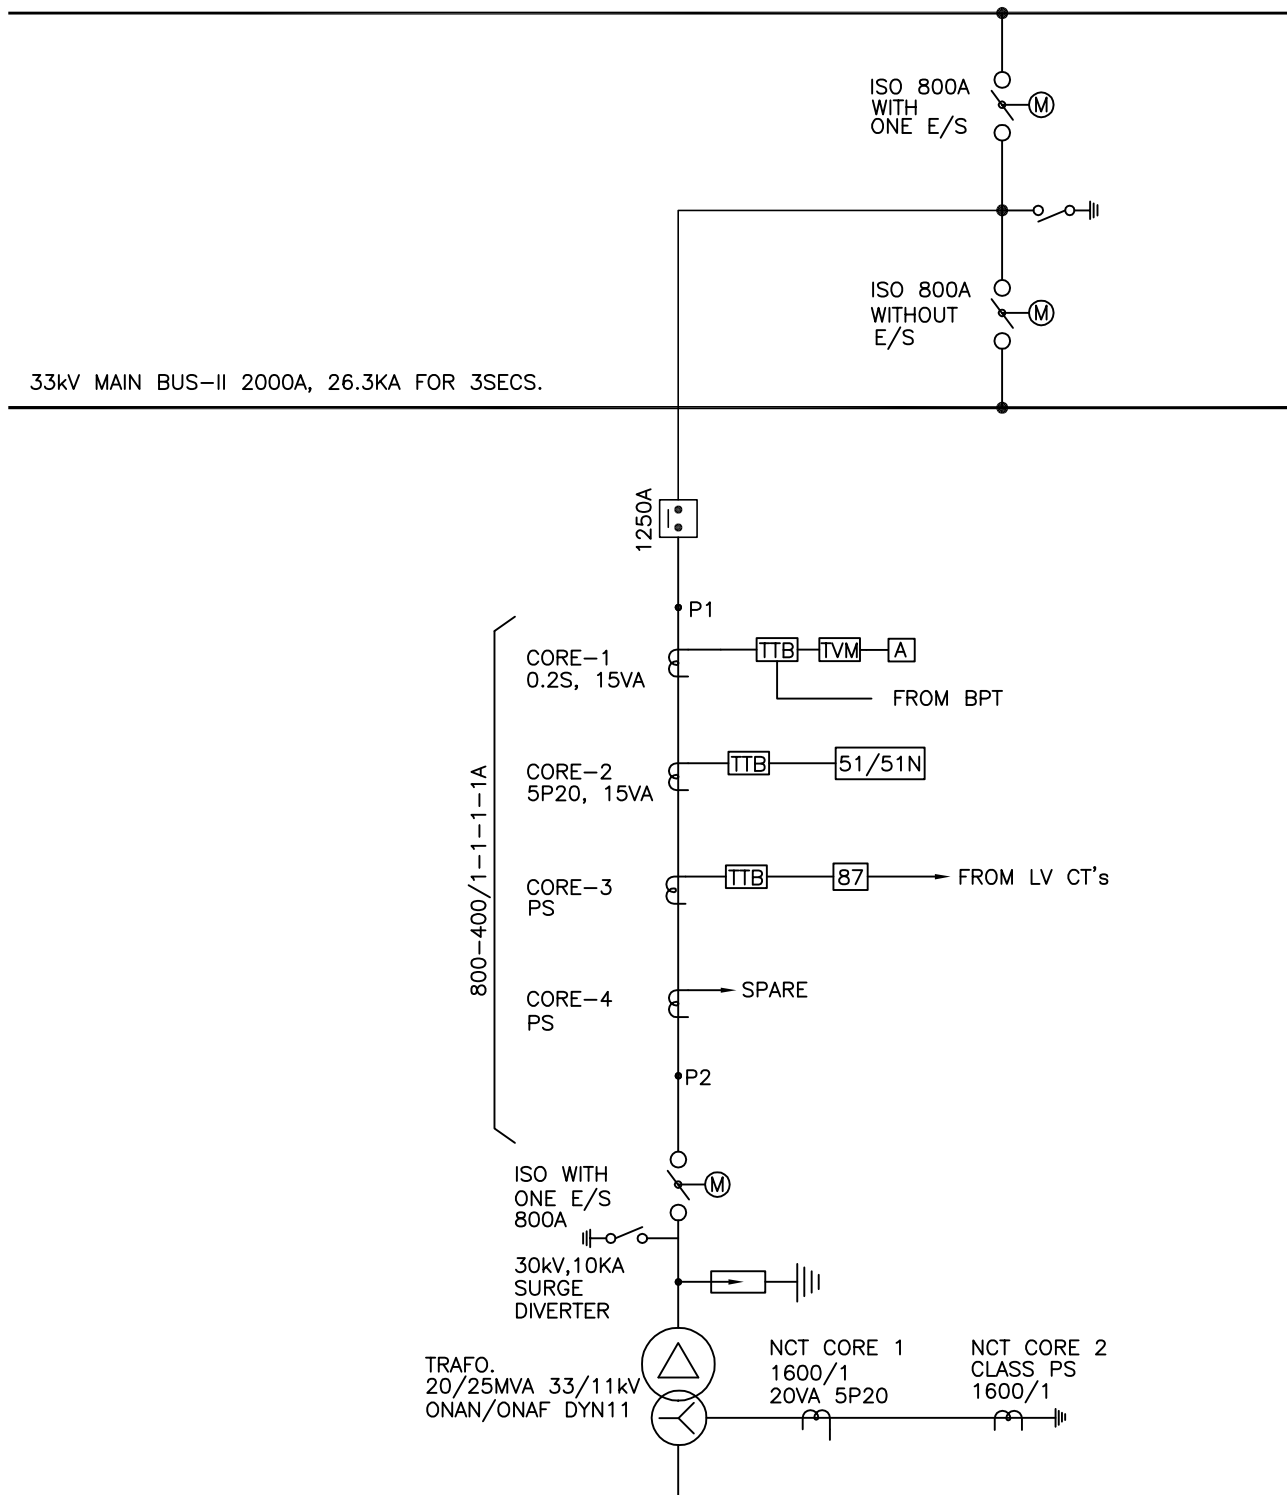 ISO 800A
WITH
ONE E/S
M
ISO 800A
WITHOUT
E/S
M
33kV MAIN BUS-II 2000A, 26.3KA FOR 3SECS.
1250A
P1
CORE-1
0.2S, 15VA
TTB
TVM
A
FROM BPT
CORE-2
5P20, 15VA
TTB
51/51N
800-400/1-1-1-1A
CORE-3
PS
TTB
87
FROM LV CT's
CORE-4
PS
SPARE
P2
ISO WITH
ONE E/S
800A
M
30kV,10KA
SURGE
DIVERTER
TRAFO.
20/25MVA 33/11kV
ONAN/ONAF DYN11
NCT CORE 1
1600/1
20VA 5P20
NCT CORE 2
CLASS PS
1600/1